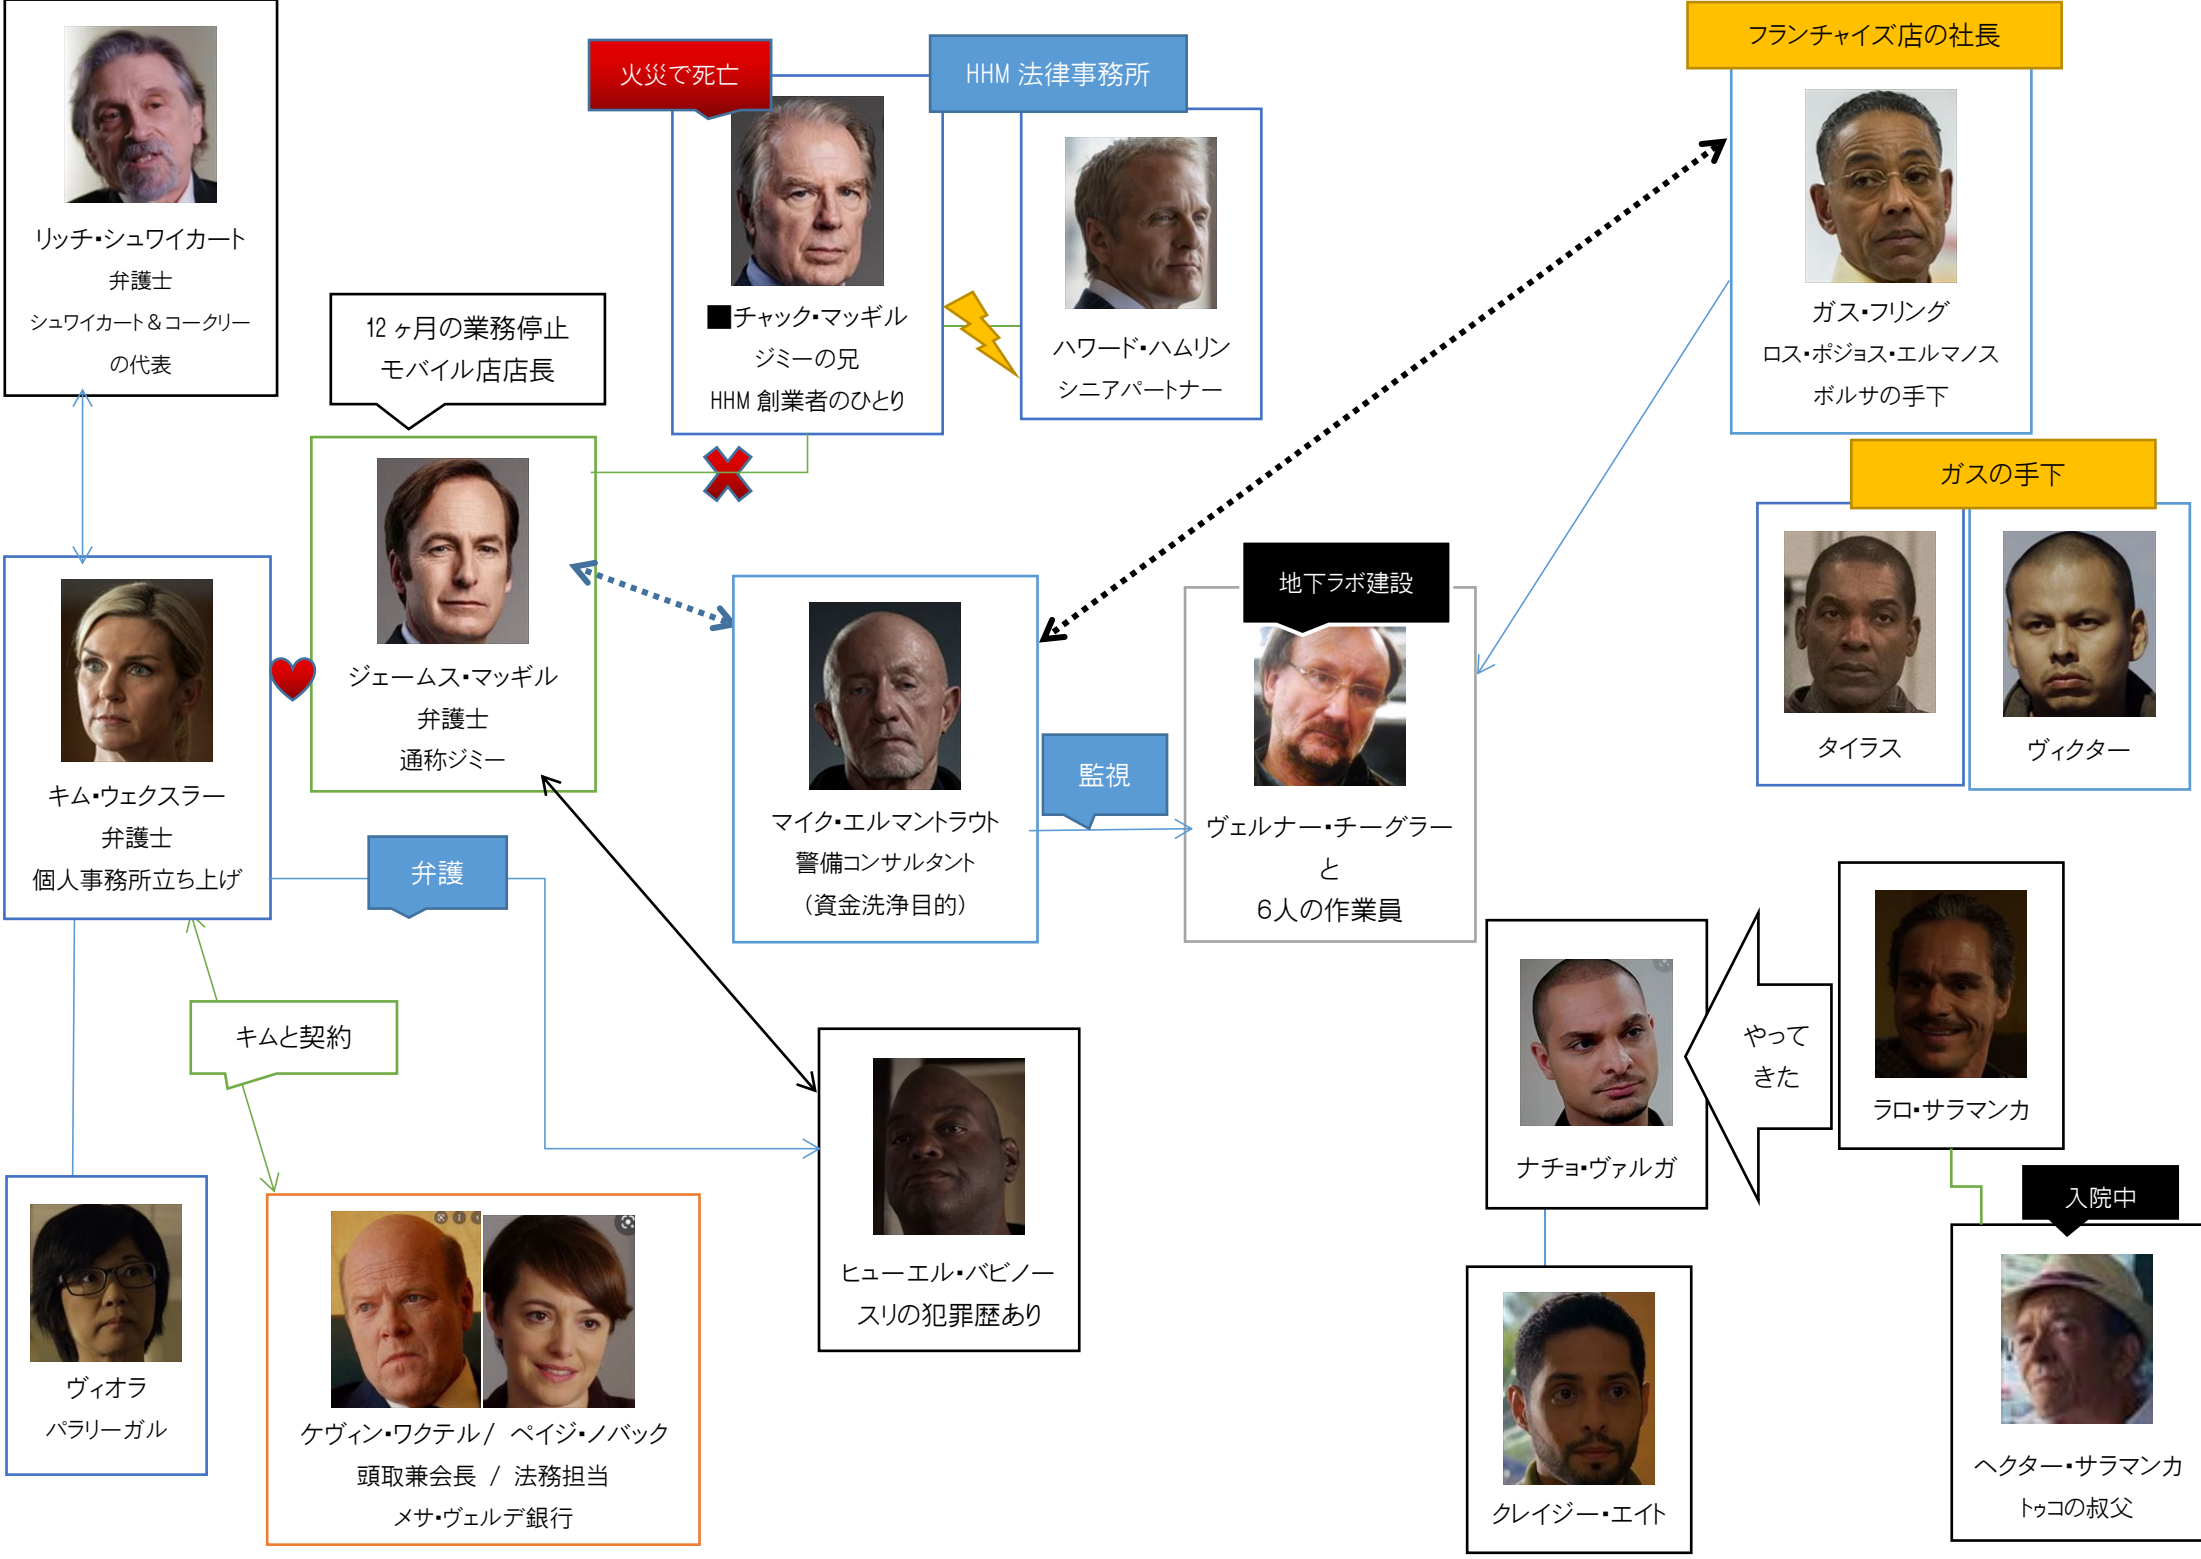 火災で死亡
HHM 法律事務所
フランチャイズ店の社長
リッチ・シュワイカート
弁護士
シュワイカート＆コークリー
の代表
12ヶ月の業務停止
モバイル店店長
■チャック・マッギル
ジミーの兄
HHM 創業者のひとり
ハワード・ハムリン
シニアパートナー
ガス・フリング
ロス・ポジョス・エルマノス
ボルサの手下
ガスの手下
タイラス
ヴィクター
地下ラボ建設
ジェームス・マッギル
弁護士
通称ジミー
キム・ウェクスラー
弁護士
個人事務所立ち上げ
マイク・エルマントラウト
警備コンサルタント
（資金洗浄目的）
監視
ヴェルナー・チーグラー
と
6人の作業員
弁護
キムと契約
やって
きた
ラロ・サラマンカ
ナチョ・ヴァルガ
入院中
ヒューエル・バビノー
スリの犯罪歴あり
ヴィオラ
パラリーガル
ケヴィン・ワクテル / ペイジ・ノバック
頭取兼会長 / 法務担当
メサ・ヴェルデ銀行
クレイジー・エイト
ヘクター・サラマンカ
トゥコの叔父